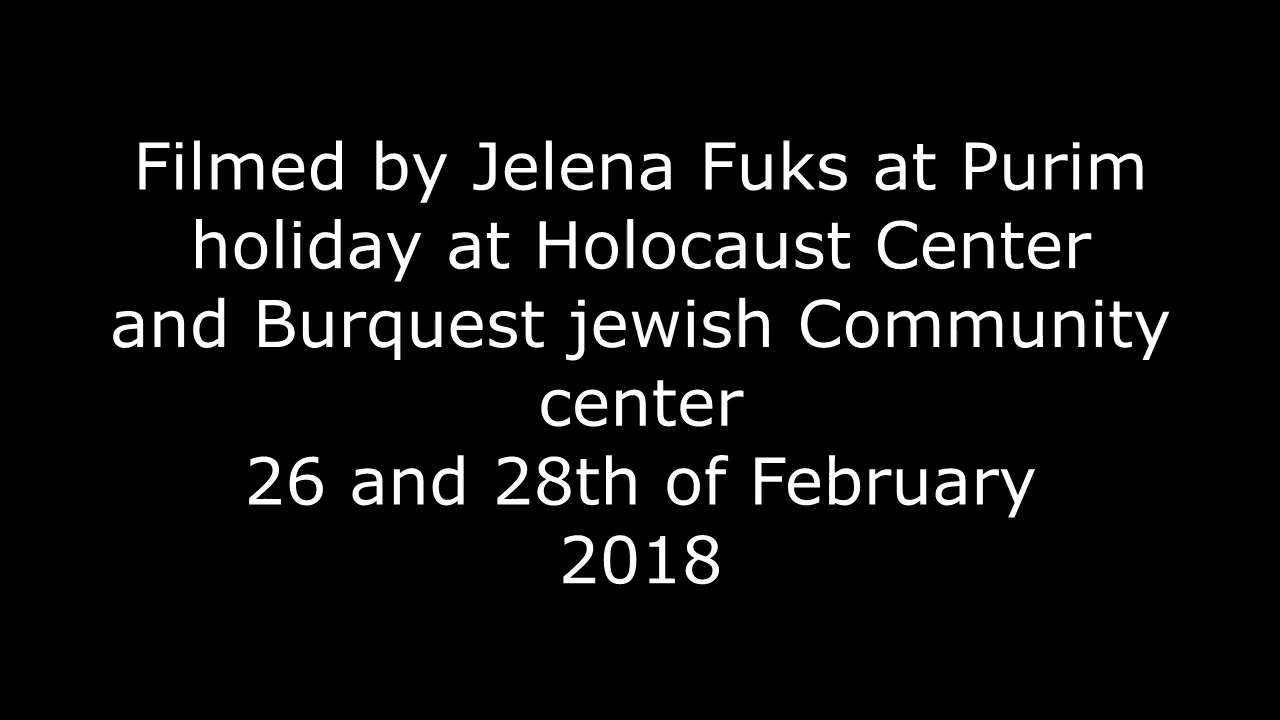 Filmed by Jelena Fuks at Purim
holiday at Holocaust Center
and Burquest jewish Community
center
26 and 28th of February
2018